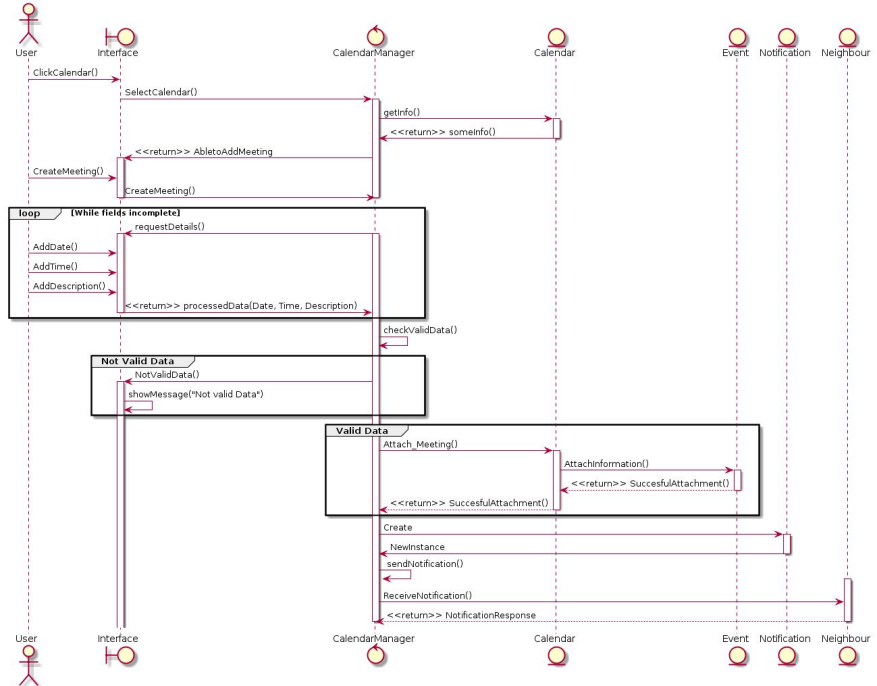 User Interface CalendarManager Calendar Event Notification Neighbour
ClickCalendar()
SelectCalendar()
getInfo()
<<return>> someInfo()
<<return>> AbletoAddMeeting
CreateMeeting()
CreateMeeting()
loop [While fields incomplete]
requestDetails()
AddDate()
AddTime()
AddDescription()
<<return>> processedData(Date, Time, Description)
checkValidData()
Not Valid Data
NotValidData()
showMessage("Not valid Data")
Valid Data
Attach_Meeting()
AttachInformation()
<<return>> SuccesfulAttachment()
<<return>> SuccesfulAttachment()
Create
NewInstance
sendNotification()
ReceiveNotification()
<<return>> NotificationResponse
User Interface CalendarManager Calendar Event Notification Neighbour